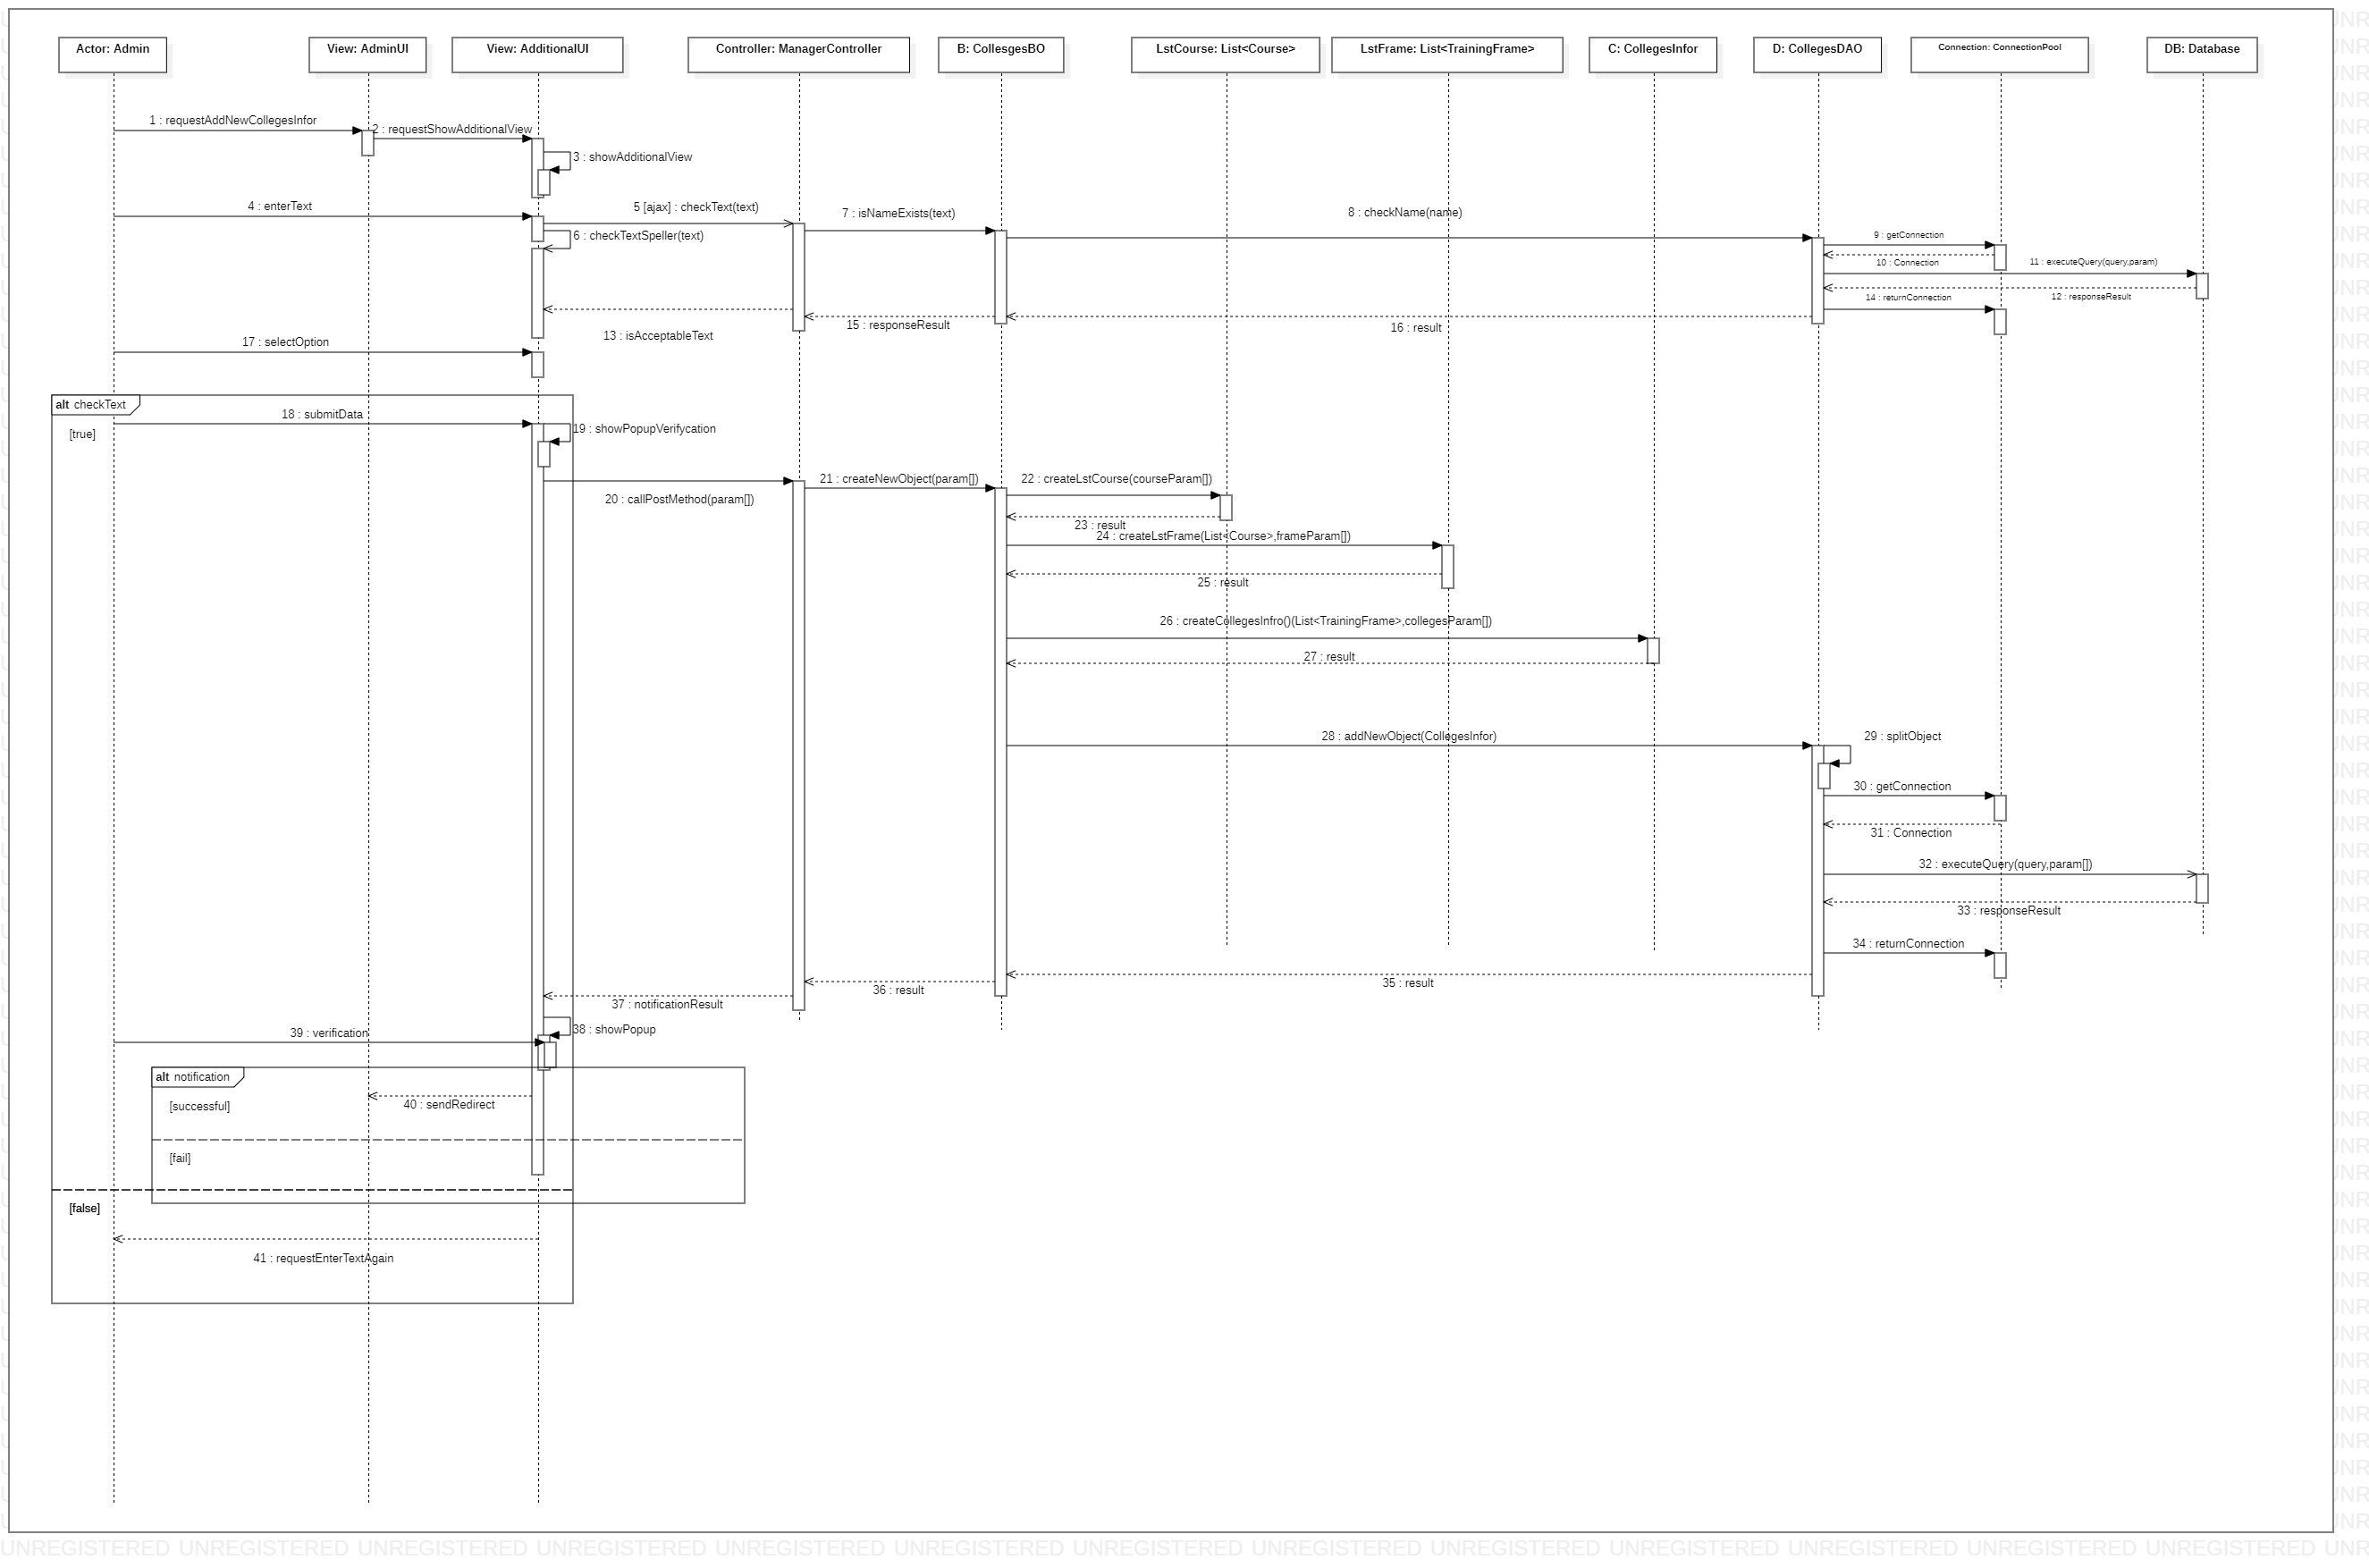 Actor: Admin
View: AdminUI
View: AdditionalUI
Controller: ManagerController
B: CollesgesBO
LstCourse: List<Course>
LstFrame: List<TrainingFrame>
C: CollegesInfor
D: CollegesDAO
Connection: ConnectionPool
DB: Database
1 : requestAddNewCollegesInfor
2 : requestShowAdditionalView
3 : showAdditionalView
4 : enterText
5 [ajax] : checkText(text)
6 : checkTextSpeller(text)
7 : isNameExists(text)
8 : checkName(name)
9 : getConnection
10 : Connection
11 : executeQuery(query,param)
12 : responseResult
14 : returnConnection
13 : isAcceptableText
15 : responseResult
16 : result
17 : selectOption
alt checkText
[true]
18 : submitData
19 : showPopupVerifycation
20 : callPostMethod(param[])
21 : createNewObject(param[])
22 : createLstCourse(courseParam[])
23 : result
24 : createLstFrame(List<Course>,frameParam[])
25 : result
26 : createCollegesInfro()(List<TrainingFrame>,collegesParam[])
27 : result
28 : addNewObject(CollegesInfor)
29 : splitObject
30 : getConnection
31 : Connection
32 : executeQuery(query,param[])
33 : responseResult
34 : returnConnection
35 : result
36 : result
37 : notificationResult
38 : showPopup
39 : verification
alt notification
[successful]
40 : sendRedirect
[fail]
[false]
41 : requestEnterTextAgain
UNREGISTERED UNREGISTERED UNREGISTERED UNREGISTERED UNREGISTERED UNREGISTERED UNREGISTERED UNREGISTERED UNREGISTERED UNREGISTERED UNREGISTERED UNREGISTERED UNREGISTERED UNR